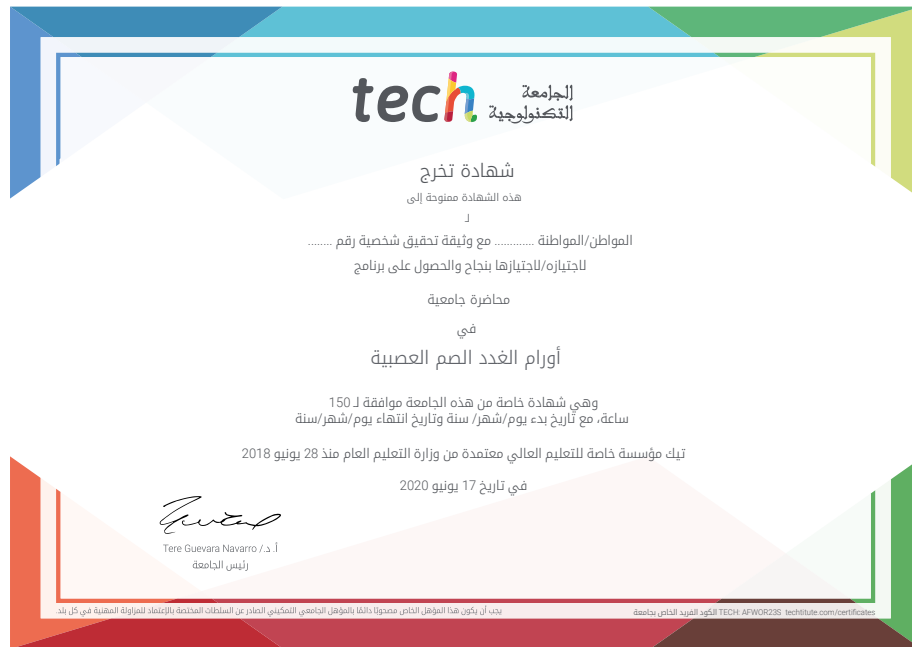 tech الجامعة
التكنولوجية
شهادة تخرج
هذه الشهادة ممنوحة إلى
لـ
المواطن/المواطنة ............ مع وثيقة تحقيق شخصية رقم ........
لاجتيازه/لاجتيازها بنجاح والحصول على برنامج
محاضرة جامعية
في
أورام الغدد الصم العصبية
وهي شهادة خاصة من هذه الجامعة موافقة لـ 150
ساعة، مع تاريخ بدء يوم/شهر/ سنة وتاريخ انتهاء يوم/شهر/سنة
تيك مؤسسة خاصة للتعليم العالي معتمدة من وزارة التعليم العام منذ 28 يونيو 2018
في تاريخ 17 يونيو 2020
أ. د./ Tere Guevara Navarro
رئيس الجامعة
يجب أن يكون هذا المؤهل الخاص مصحوبًا دائمًا بالمؤهل الجامعي التمكيني الصادر عن السلطات المختصة بالإعتماد للمزاولة المهنية في كل بلد.
الكود الفريد الخاص بجامعة TECH: AFWOR23S techtitute.com/certificates